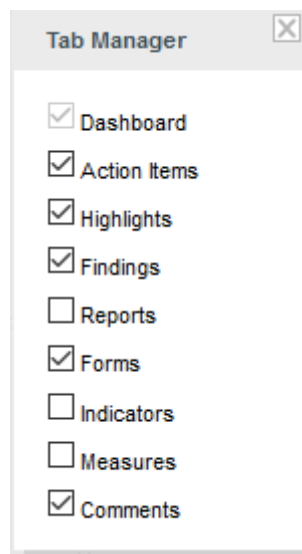 Tab Manager
Dashboard
Action Items
Highlights
Findings
Reports
Forms
Indicators
Measures
Comments